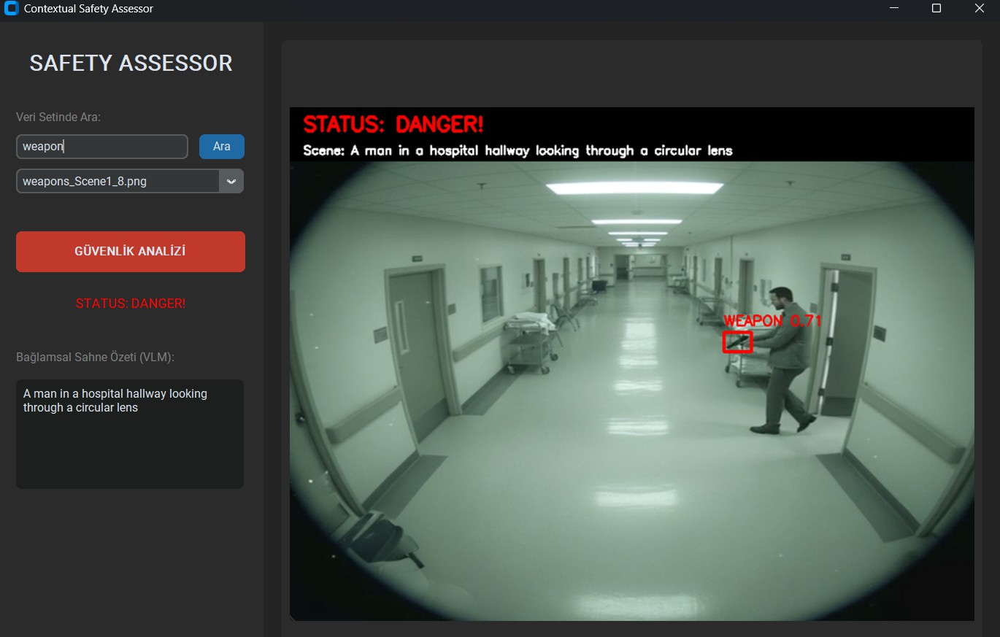 Contextual Safety Assessor
SAFETY ASSESSOR
Veri Setinde Ara:
weapon
Ara
weapons_Scene1_8.png
GÜVENLİK ANALİZİ
STATUS: DANGER!
Bağlamsal Sahne Özeti (VLM):
A man in a hospital hallway looking
through a circular lens
STATUS: DANGER!
Scene: A man in a hospital hallway looking through a circular lens
WEAPON 0.71